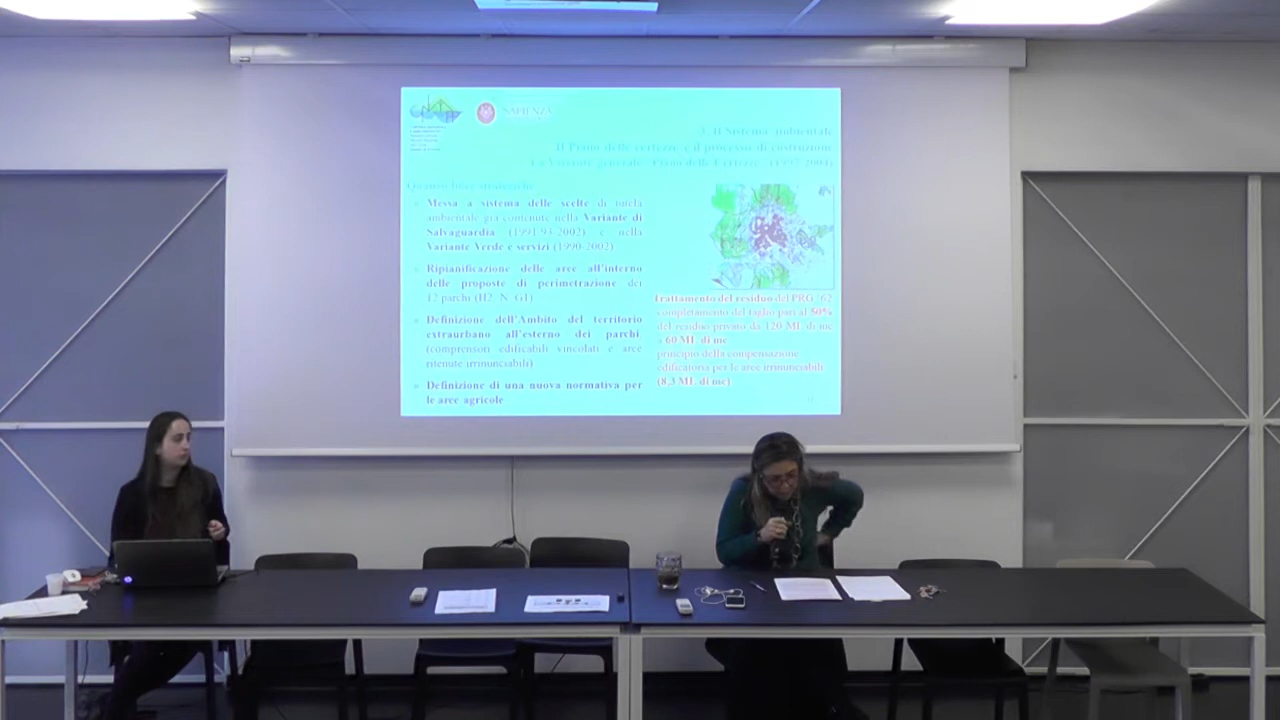 SAPIENZA
3. Il Sistema ambientale
Il Piano delle certezze e il processo di costruzione
La Variante generale "Piano delle Certezze" (1997-2004)
Quattro linee strategiche
Messa a sistema delle scelte di tutela
ambientale già contenute nella Variante di
Salvaguardia (1991-93-2002) e nella
Variante Verde e servizi (1990-2002)
Ripianificazione delle aree all'interno
delle proposte di perimetrazione dei
12 parchi (H2 N G1)
Definizione dell'Ambito del territorio
extraurbano all'esterno dei parchi,
(comprensori edificabili vincolati e aree
ritenute irrinunciabili)
Definizione di una nuova normativa per
le aree agricole
Trattamento del residuo del PRG '62
completamento del taglio pari al 50%
del residuo privato da 120 ML di mc
a 60 ML di mc
principio della compensazione
edificatoria per le aree irrinunciabili
(8,3 ML di mc)